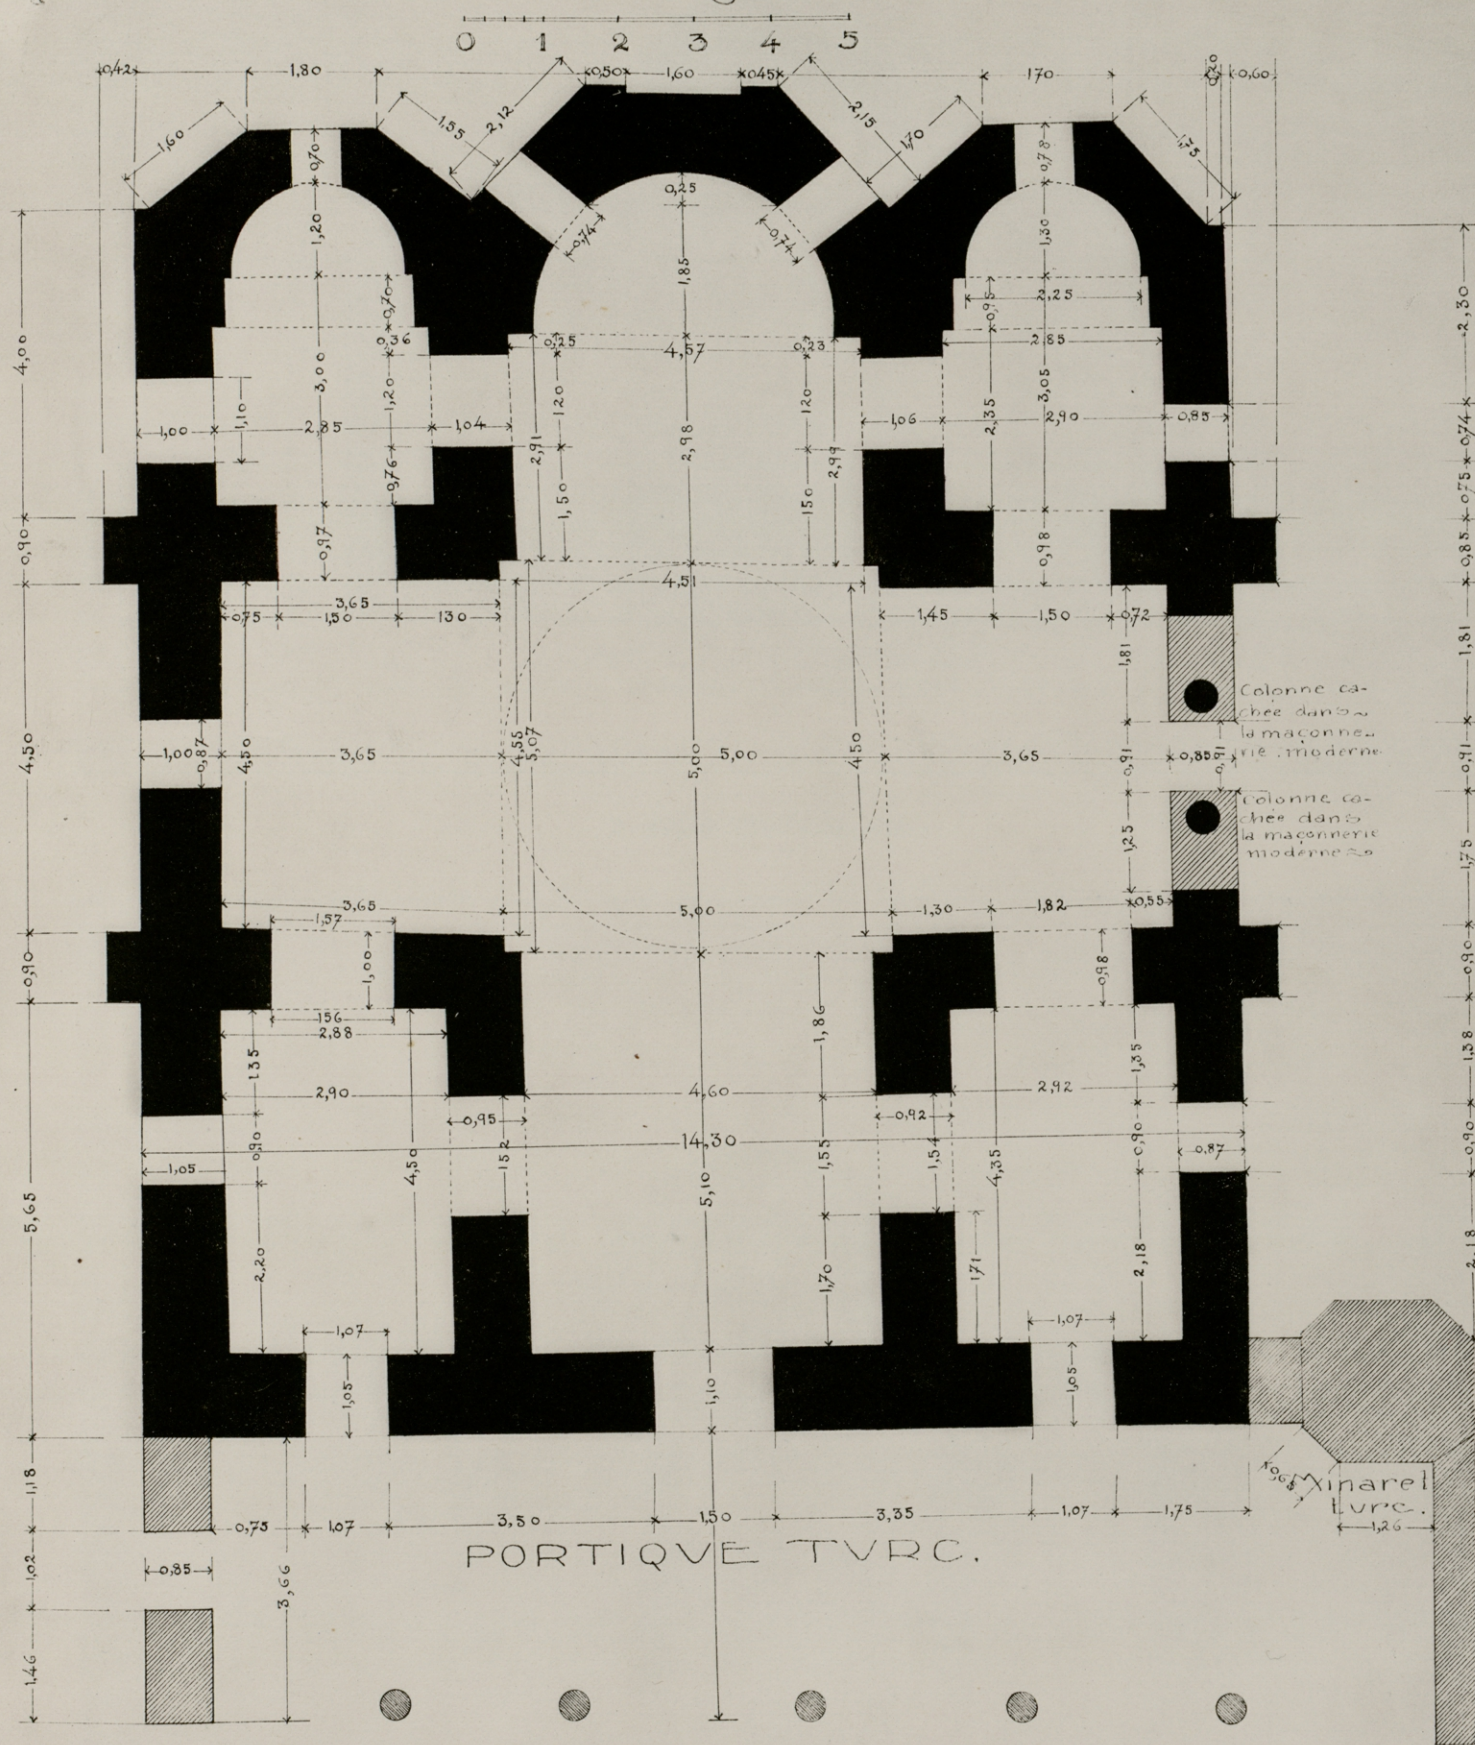 0 1 2 3 4 5
0,42 1,80 0,50 1,60 045 170 0,20 0,60
1,60 1,55 2,12 2,15 1,70 1,75
0,70 0,78
0,25
1,20 0,74 0,74 1,30
1,85
0,70 0,95 2,25
4,00 2,30
0,36 0,25 4,57 0,23 2,85
3,00 1,20 120 120 3,05
1,10 2,35
1,00 2,85 1,04 1,06 2,90 0,85 0,74
2,91 2,98 2,99
0,76 1,50 150 075
0,90 0,97 0,98 0,85
4,51
3,65
075 1,50 130 1,45 1,50 0,72
1,81 1,81
Colonne ca-
chée dans
la maçonne-
rie moderne
4,50 1,00 0,87 4,50 3,65 4,55 5,07 5,00 5,00 4,50 3,65 0,91 0,85 0,91 0,91
Colonne ca-
chée dans
la maçonnerie
moderne
1,25 1,75
3,65 5,00 1,30 1,82 0,55
1,57
0,90 1,00 0,98 0,90
156
2,88 1,86
135 1,35 1,38
2,90 4,60 2,92
0,95 0,92
0,90 14,30 0,90 0,90
152 1,55 1,54 0,87
1,05 4,50 4,35
5,65 5,10
2,20 1,70 171 2,18 2,18
1,07 1,07
1,05 1,10 1,05
1,18 Minaret
turc.
0,75 1,07 3,50 1,50 3,35 1,07 1,75 1,26
PORTIQVE TVRC.
1,02 0,85 3,66
1,46